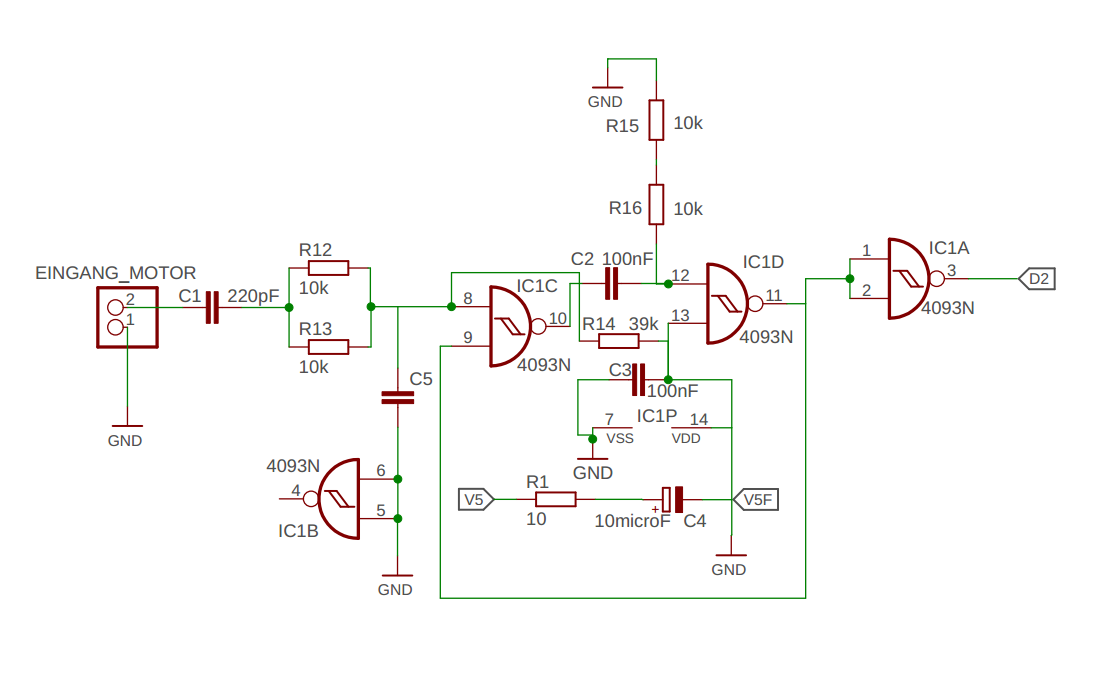 GND
R15 10k
R16 10k
R12
10k
EINGANG_MOTOR
2
1
C1 220pF
R13
10k
GND
C5
C2 100nF
IC1C
8
9
10
4093N
12
13
IC1D
11
4093N
R14 39k
C3
100nF
IC1P
7 14
VSS VDD
GND
1
2
IC1A
3
4093N
D2
4093N
6
4
5
IC1B
GND
V5
R1
10
10microF
+
C4
V5F
GND